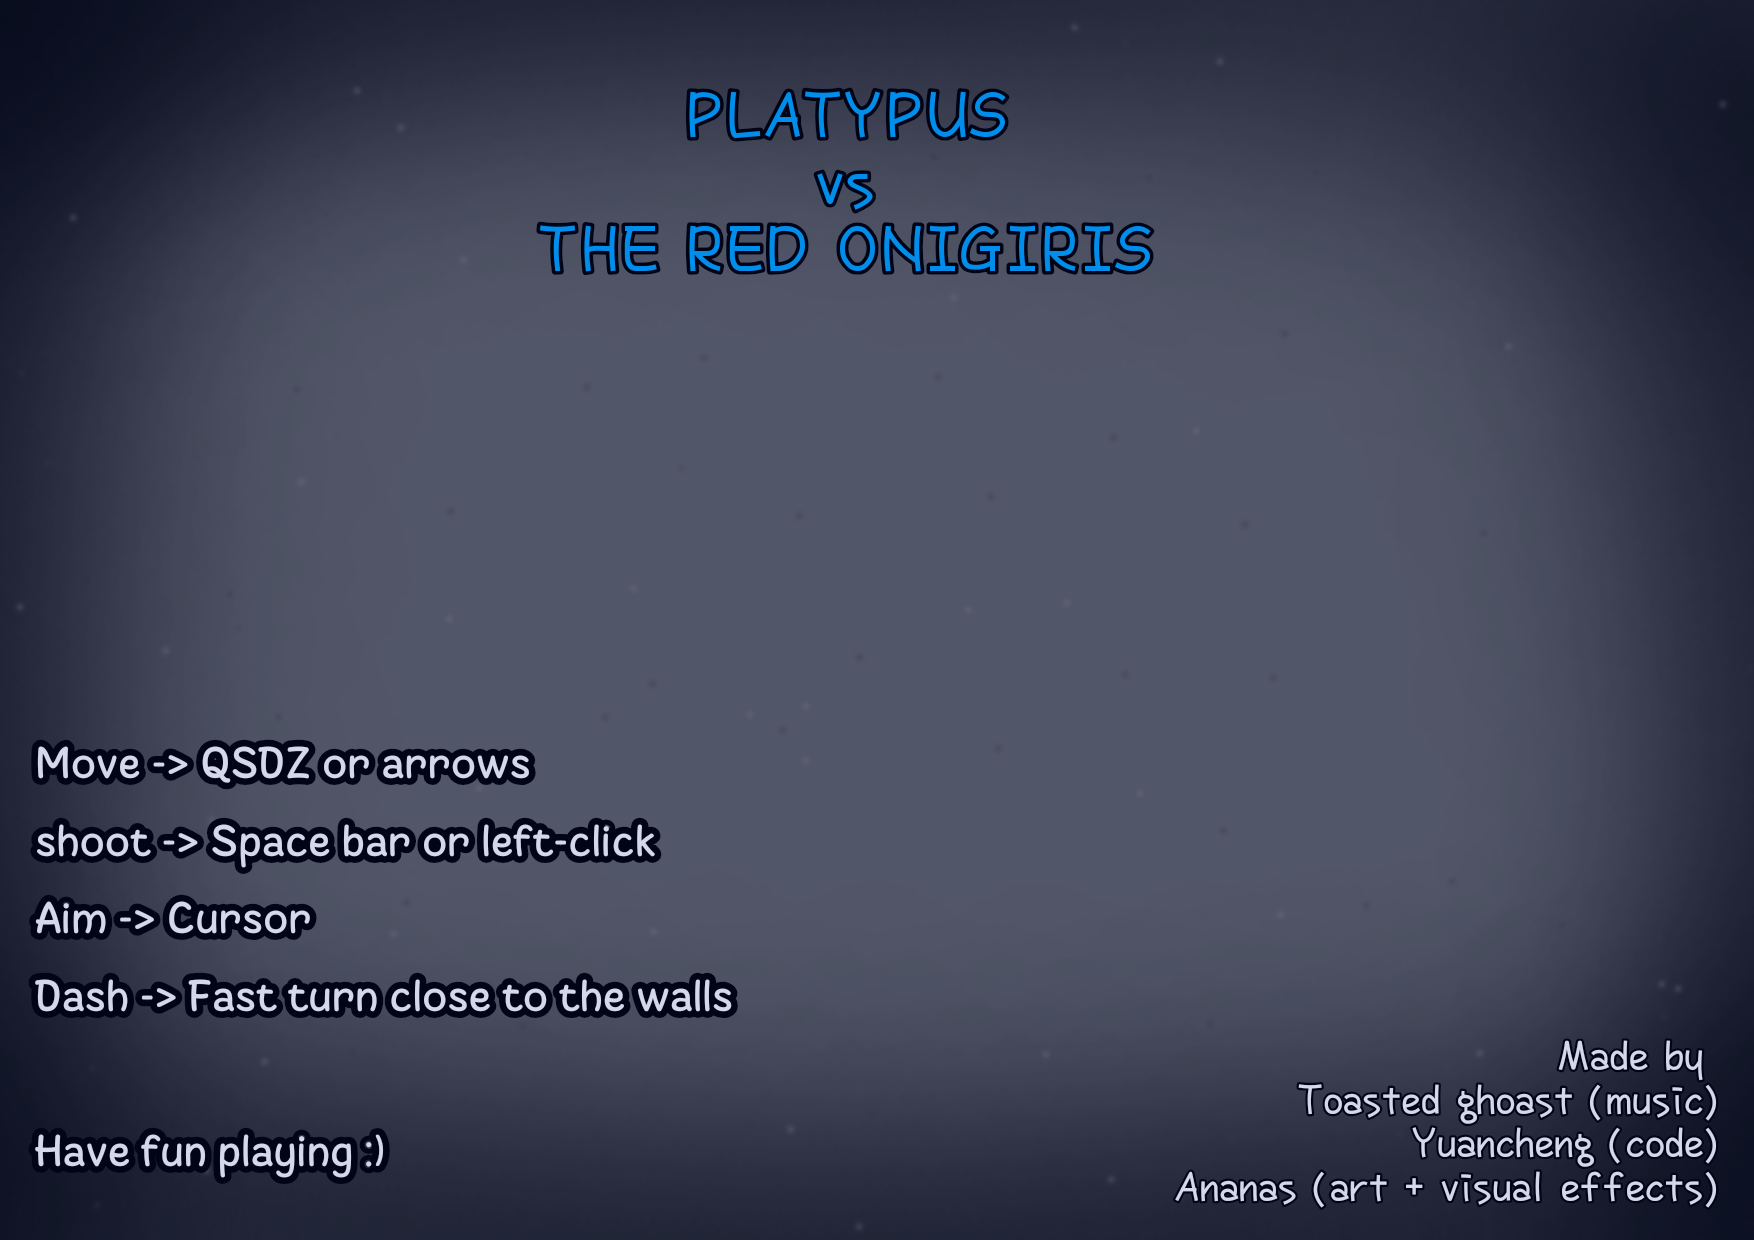 PLATYPUS
vs
THE RED ONIGIRIS
Move -> QSDZ or arrows
shoot -> Space bar or left-click
Aim -> Cursor
Dash -> Fast turn close to the walls
Have fun playing :)
Made by
Toasted ghoast (music)
Yuancheng (code)
Ananas (art + visual effects)